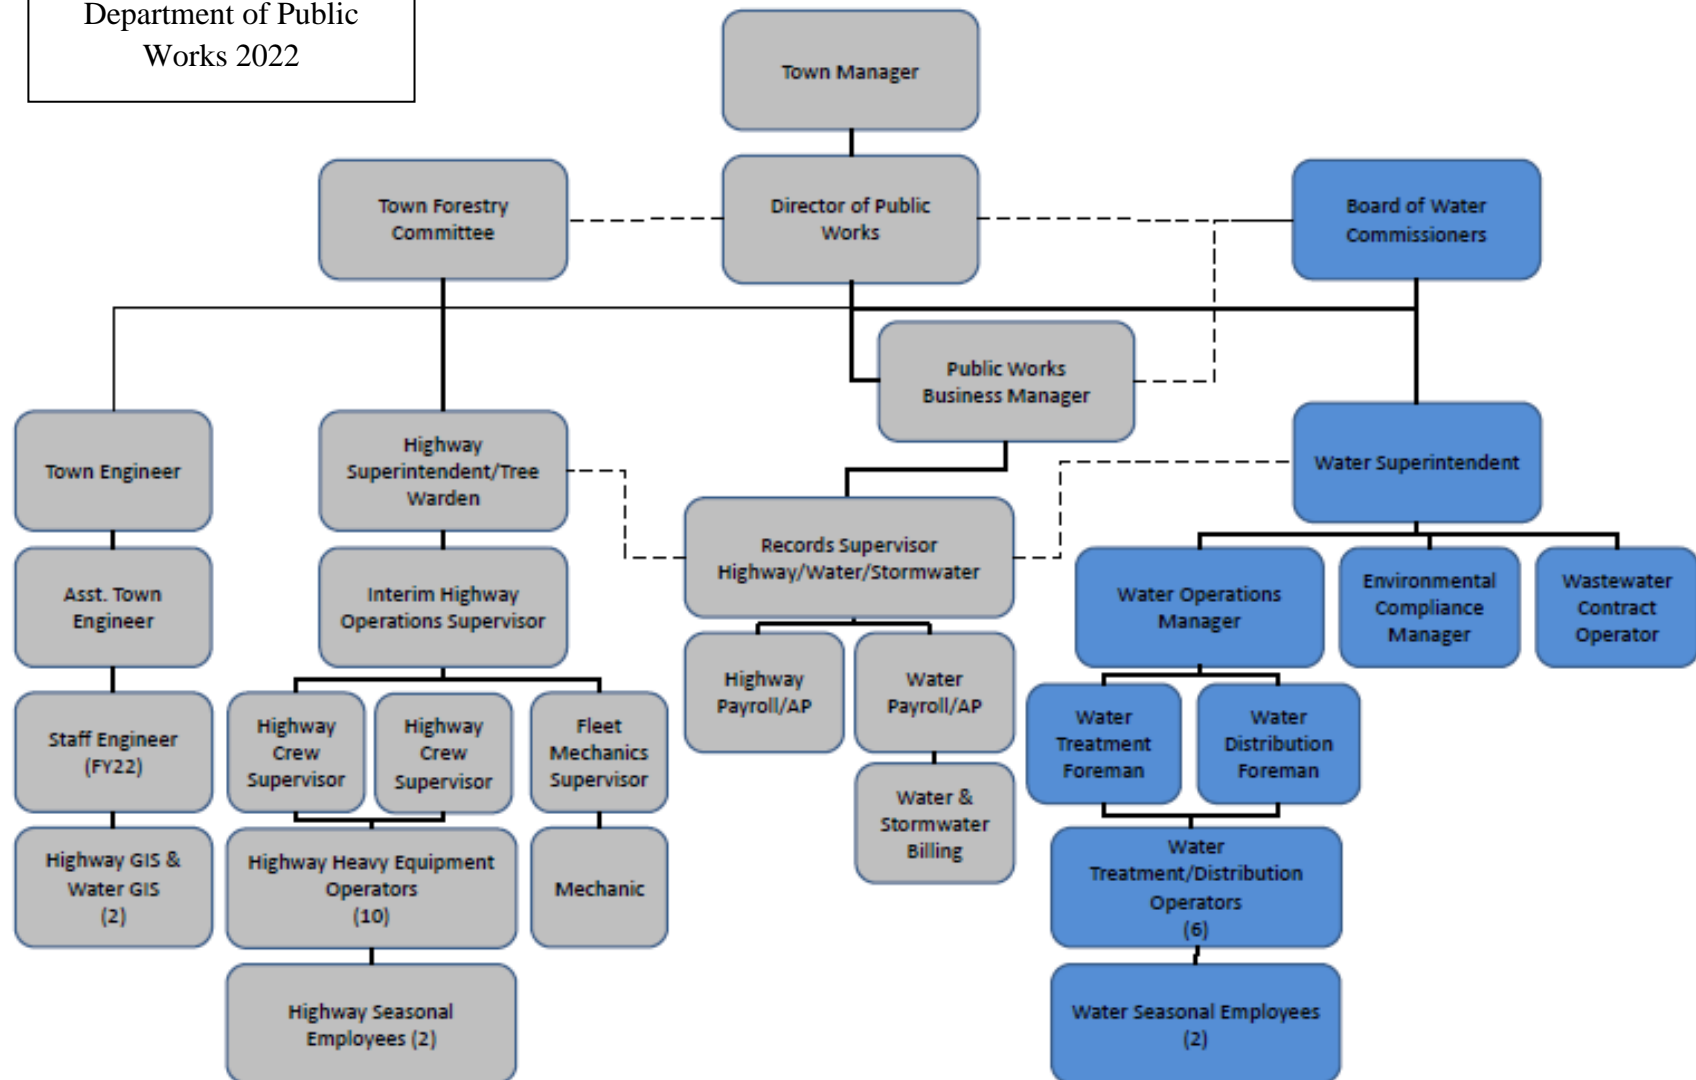 Department of Public
Works 2022
Town Manager
Town Forestry
Committee
Director of Public
Works
Board of Water
Commissioners
Public Works
Business Manager
Town Engineer
Highway
Superintendent/Tree
Warden
Water Superintendent
Records Supervisor
Highway/Water/Stormwater
Asst. Town
Engineer
Interim Highway
Operations Supervisor
Water Operations
Manager
Environmental
Compliance
Manager
Wastewater
Contract
Operator
Highway
Payroll/AP
Water
Payroll/AP
Staff Engineer
(FY22)
Highway
Crew
Supervisor
Highway
Crew
Supervisor
Fleet
Mechanics
Supervisor
Water
Treatment
Foreman
Water
Distribution
Foreman
Water &
Stormwater
Billing
Highway GIS &
Water GIS
(2)
Highway Heavy Equipment
Operators
(10)
Mechanic
Water
Treatment/Distribution
Operators
(6)
Highway Seasonal
Employees (2)
Water Seasonal Employees
(2)